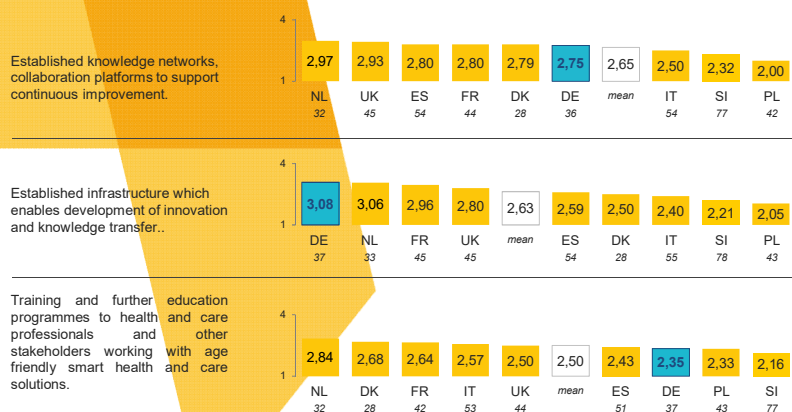 4
Established knowledge networks,
collaboration platforms to support
continuous improvement.
2,97 2,93 2,80 2,80 2,79 2,75 2,65 2,50 2,32 2,00
1
NL UK ES FR DK DE mean IT SI PL
32 45 54 44 28 36 54 77 42
4
Established infrastructure which
enables development of innovation
and knowledge transfer..
3,08 3,06 2,96 2,80 2,63 2,59 2,50 2,40 2,21 2,05
1
DE NL FR UK mean ES DK IT SI PL
37 33 45 45 54 28 55 78 43
Training and further education
programmes to health and care
professionals and other
stakeholders working with age
friendly smart health and care
solutions.
4
2,84 2,68 2,64 2,57 2,50 2,50 2,43 2,35 2,33 2,16
1
NL DK FR IT UK mean ES DE PL SI
32 28 42 53 44 51 37 43 77